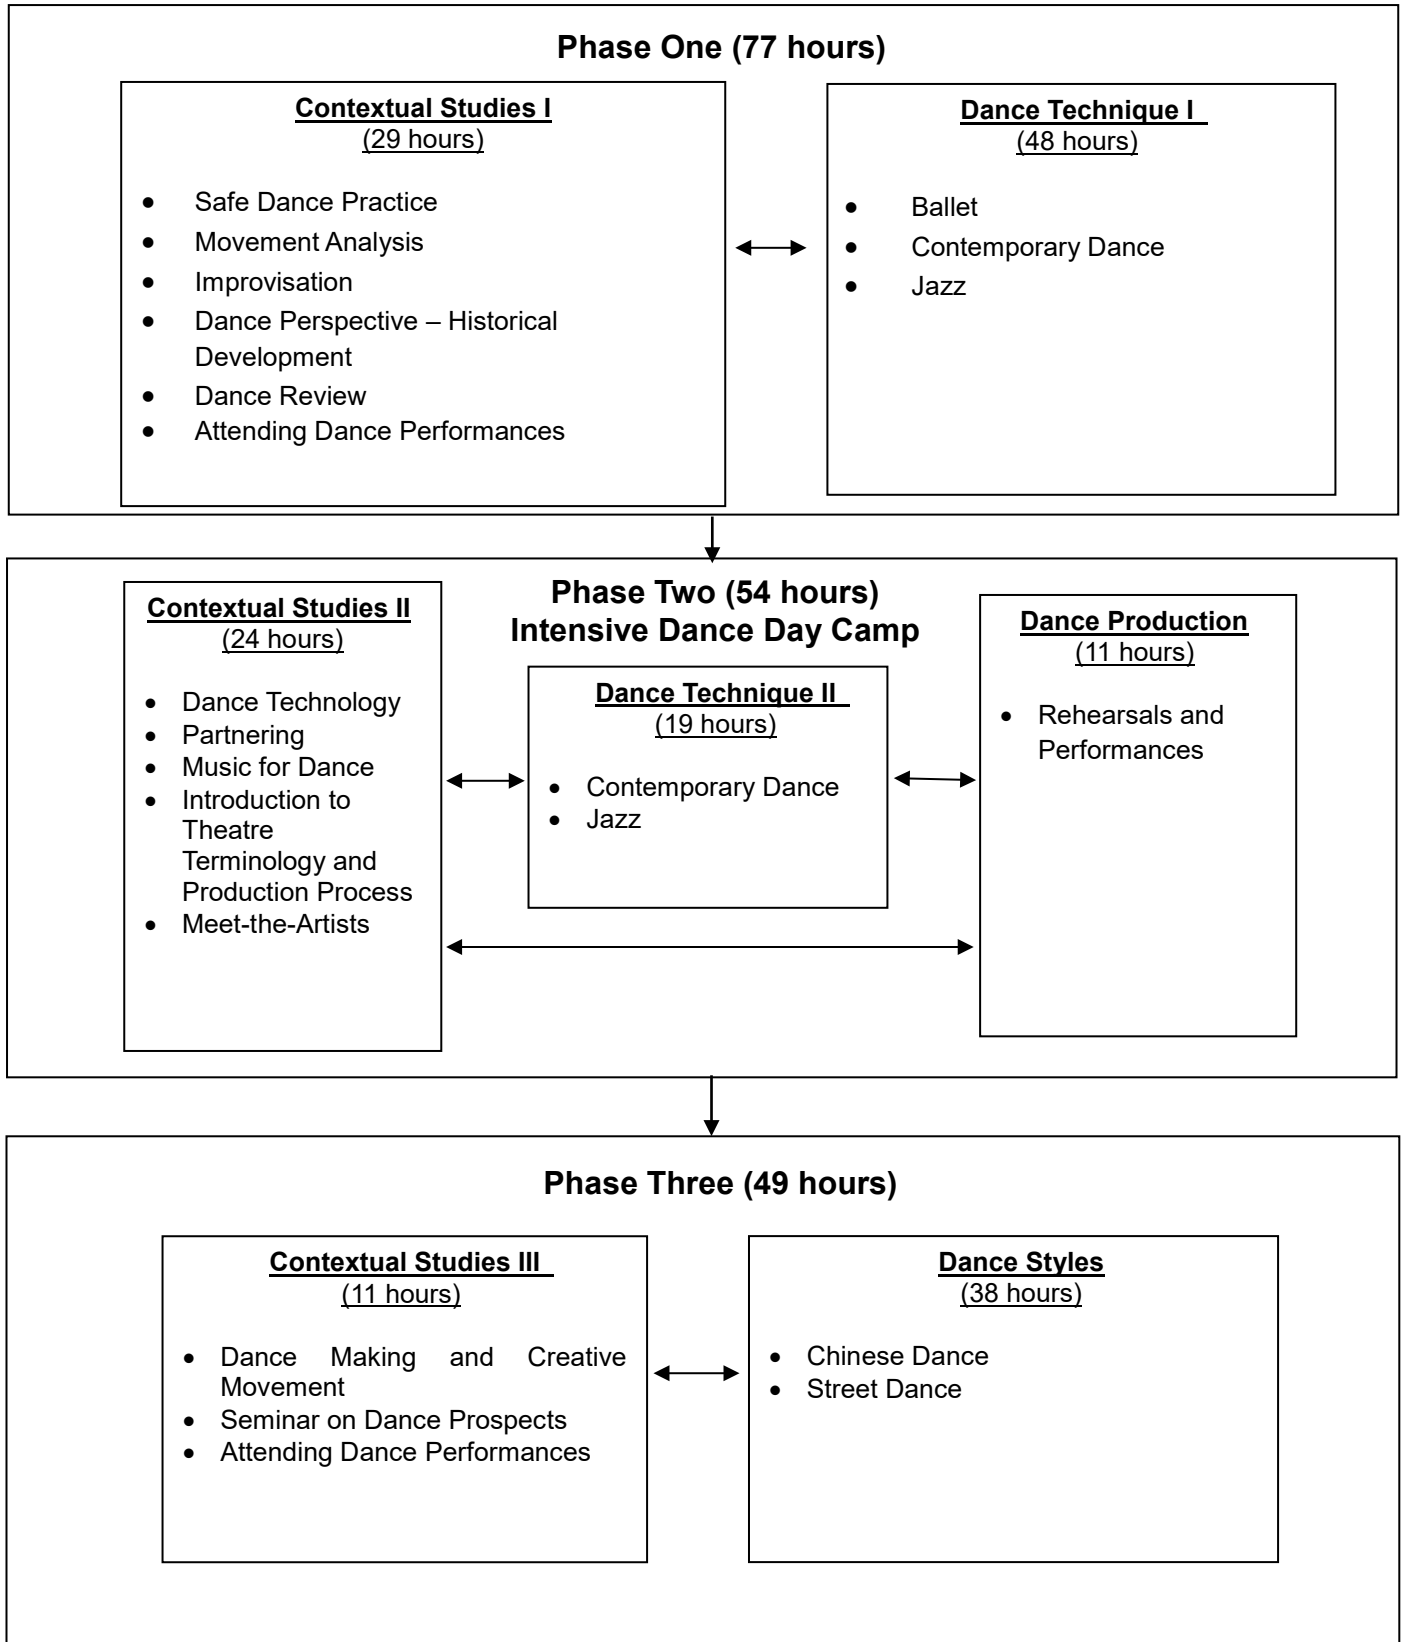 Phase One (77 hours)
Contextual Studies I
(29 hours)
• Safe Dance Practice
• Movement Analysis
• Improvisation
• Dance Perspective – Historical
Development
• Dance Review
• Attending Dance Performances
Dance Technique I
(48 hours)
• Ballet
• Contemporary Dance
• Jazz
Phase Two (54 hours)
Intensive Dance Day Camp
Contextual Studies II
(24 hours)
• Dance Technology
• Partnering
• Music for Dance
• Introduction to
Theatre
Terminology and
Production Process
• Meet-the-Artists
Dance Technique II
(19 hours)
• Contemporary Dance
• Jazz
Dance Production
(11 hours)
• Rehearsals and
Performances
Phase Three (49 hours)
Contextual Studies III
(11 hours)
• Dance Making and Creative
Movement
• Seminar on Dance Prospects
• Attending Dance Performances
Dance Styles
(38 hours)
• Chinese Dance
• Street Dance